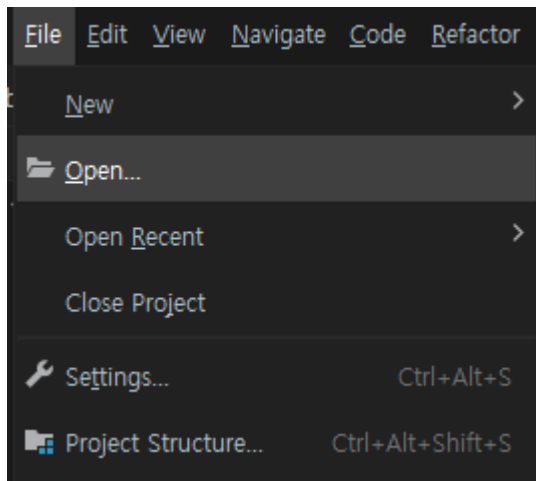 File Edit View Navigate Code Refactor
New
Open...
Open Recent
Close Project
Settings... Ctrl+Alt+S
Project Structure... Ctrl+Alt+Shift+S